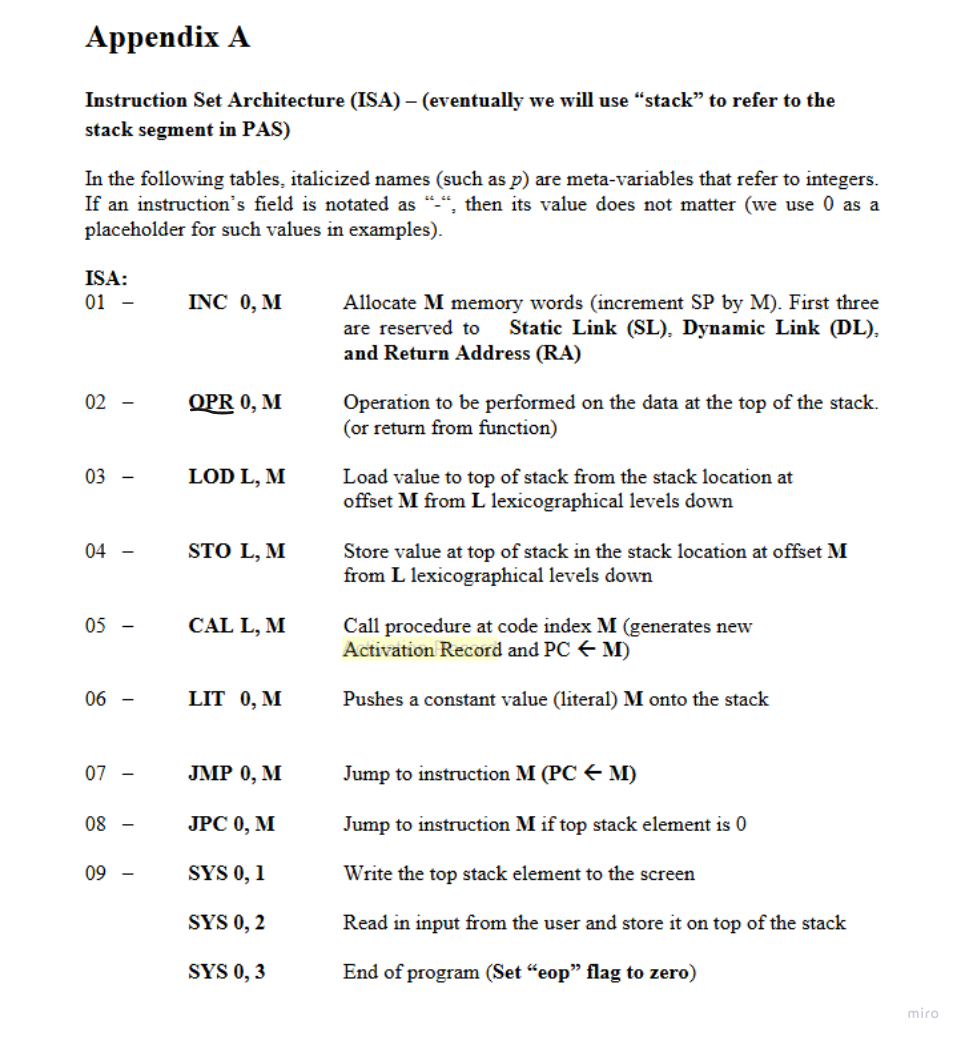 Appendix A
Instruction Set Architecture (ISA) – (eventually we will use “stack” to refer to the
stack segment in PAS)
In the following tables, italicized names (such as p) are meta-variables that refer to integers.
If an instruction’s field is notated as “-“, then its value does not matter (we use 0 as a
placeholder for such values in examples).
ISA:
01 – INC 0, M Allocate M memory words (increment SP by M). First three
are reserved to Static Link (SL), Dynamic Link (DL),
and Return Address (RA)
02 – OPR 0, M Operation to be performed on the data at the top of the stack.
(or return from function)
03 – LOD L, M Load value to top of stack from the stack location at
offset M from L lexicographical levels down
04 – STO L, M Store value at top of stack in the stack location at offset M
from L lexicographical levels down
05 – CAL L, M Call procedure at code index M (generates new
Activation Record and PC ← M)
06 – LIT 0, M Pushes a constant value (literal) M onto the stack
07 – JMP 0, M Jump to instruction M (PC ← M)
08 – JPC 0, M Jump to instruction M if top stack element is 0
09 – SYS 0, 1 Write the top stack element to the screen
SYS 0, 2 Read in input from the user and store it on top of the stack
SYS 0, 3 End of program (Set “eop” flag to zero)
miro